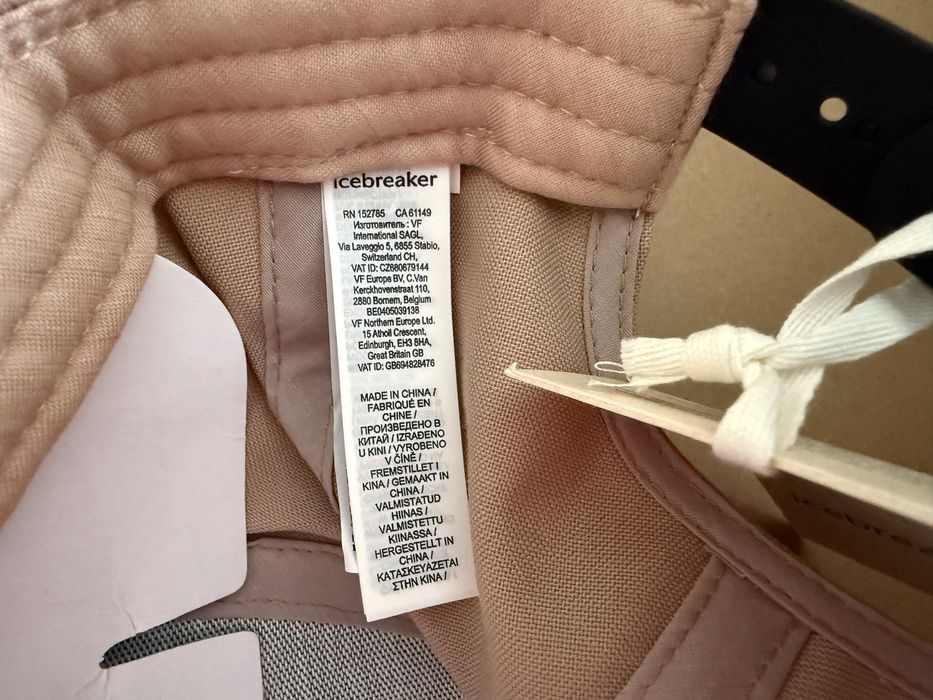 icebreaker
RN 152785 CA 61149
Изготовитель : VF
International SAGL,
Via Laveggio 5, 6855 Stabio,
Switzerland CH,
VAT ID: CZ680679144
VF Europe BV, C.Van
Kerckhovenstraat 110,
2880 Bornem, Belgium
BE0405039138
VF Northern Europe Ltd.
15 Atholl Crescent,
Edinburgh, EH3 8HA,
Great Britain GB
VAT ID: GB694828476
MADE IN CHINA /
FABRIQUÉ EN
CHINE /
ПРОИЗВЕДЕНО В
КИТАЙ / IZRAĐENO
U KINI / VYROBENO
V ČÍNĚ /
FREMSTILLET I
KINA / GEMAAKT IN
CHINA /
VALMISTATUD
HIINAS /
VALMISTETTU
KIINASSA /
HERGESTELLT IN
CHINA /
ΚΑΤΑΣΚΕΥΑΖΕΤΑΙ
ΣΤΗΝ ΚΙΝΑ /
icebreaker